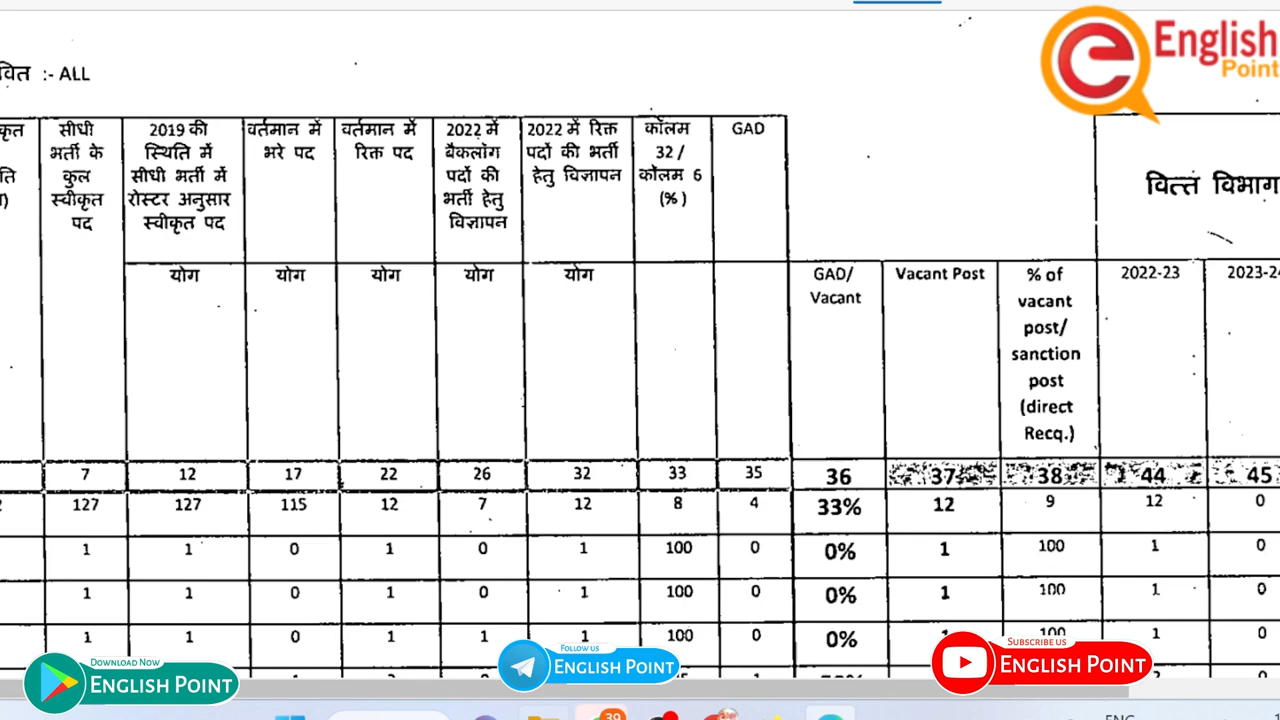 English
Point
वित :- ALL
कृत
ति
सीधी
भर्ती के
कुल
स्वीकृत
पद
2019 की
स्थिति में
सीधी भर्ती में
रोस्टर अनुसार
स्वीकृत पद
वर्तमान में
भरे पद
वर्तमान में
रिक्त पद
2022 में
बैकलॉग
पदों की
भर्ती हेतु
विज्ञापन
2022 में रिक्त
पदों की भर्ती
हेतु विज्ञापन
कॉलम
32 /
कॉलम 6
(%)
GAD
वित्त विभाग
योग योग योग योग योग
GAD/
Vacant
Vacant Post
% of
vacant
post/
sanction
post
(direct
Recq.)
2022-23
2023-24
7 12 17 22 26 32 33 35 36 37 38 44 45
127 127 115 12 7 12 8 4 33% 12 9 12 0
1 1 0 1 0 1 100 0 0% 1 100 1 0
1 1 0 1 0 1 100 0 0% 1 100 1 0
1 1 0 1 1 1 100 0 0% 1 100 1 0
Download Now
English Point
Follow us
English Point
Subscribe us
English Point
39
ENG